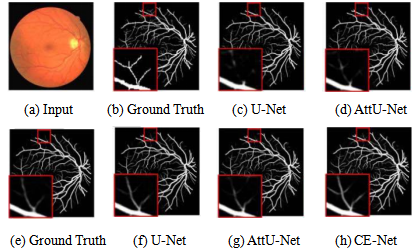 (a) Input (b) Ground Truth (c) U-Net (d) AttU-Net
(e) Ground Truth (f) U-Net (g) AttU-Net (h) CE-Net